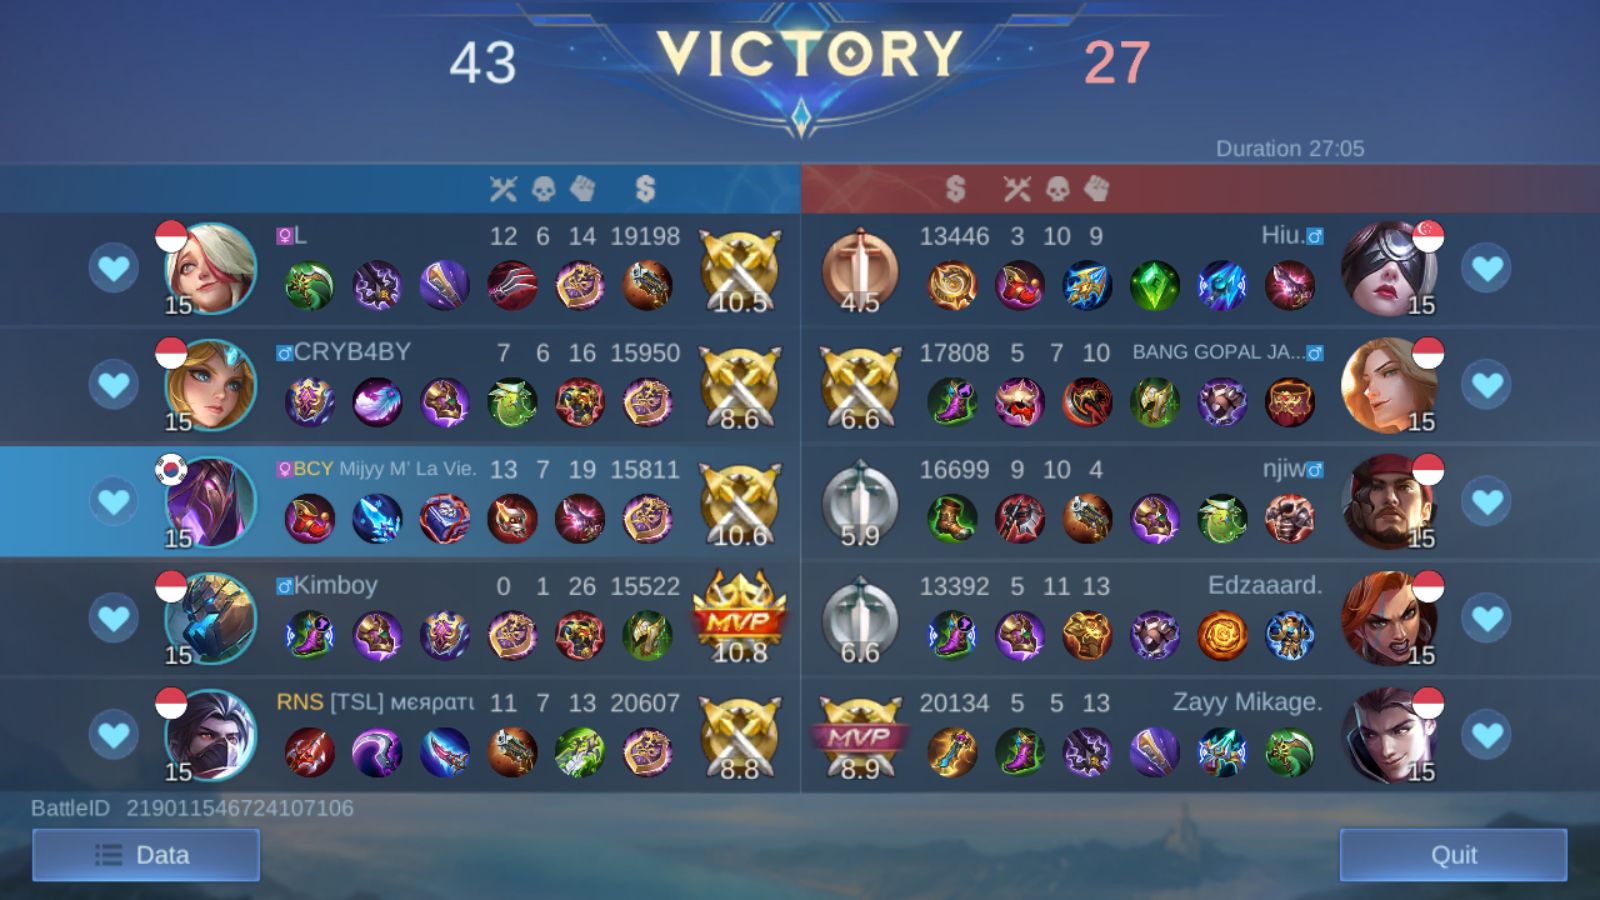 43 VICTORY 27
Duration 27:05
L 12 6 14 19198 10.5 15
4.5 13446 3 10 9 Hiu. 15
CRYB4BY 7 6 16 15950 8.6 15
6.6 17808 5 7 10 BANG GOPAL JA... 15
BCY Mijyy M' La Vie. 13 7 19 15811 10.6 15
5.9 16699 9 10 4 njiw 15
Kimboy 0 1 26 15522 MVP 10.8 15
6.6 13392 5 11 13 Edzaaard. 15
RNS [TSL] мєяρατι 11 7 13 20607 8.8 15
MVP 8.9 20134 5 5 13 Zayy Mikage. 15
BattleID 219011546724107106
Data
Quit